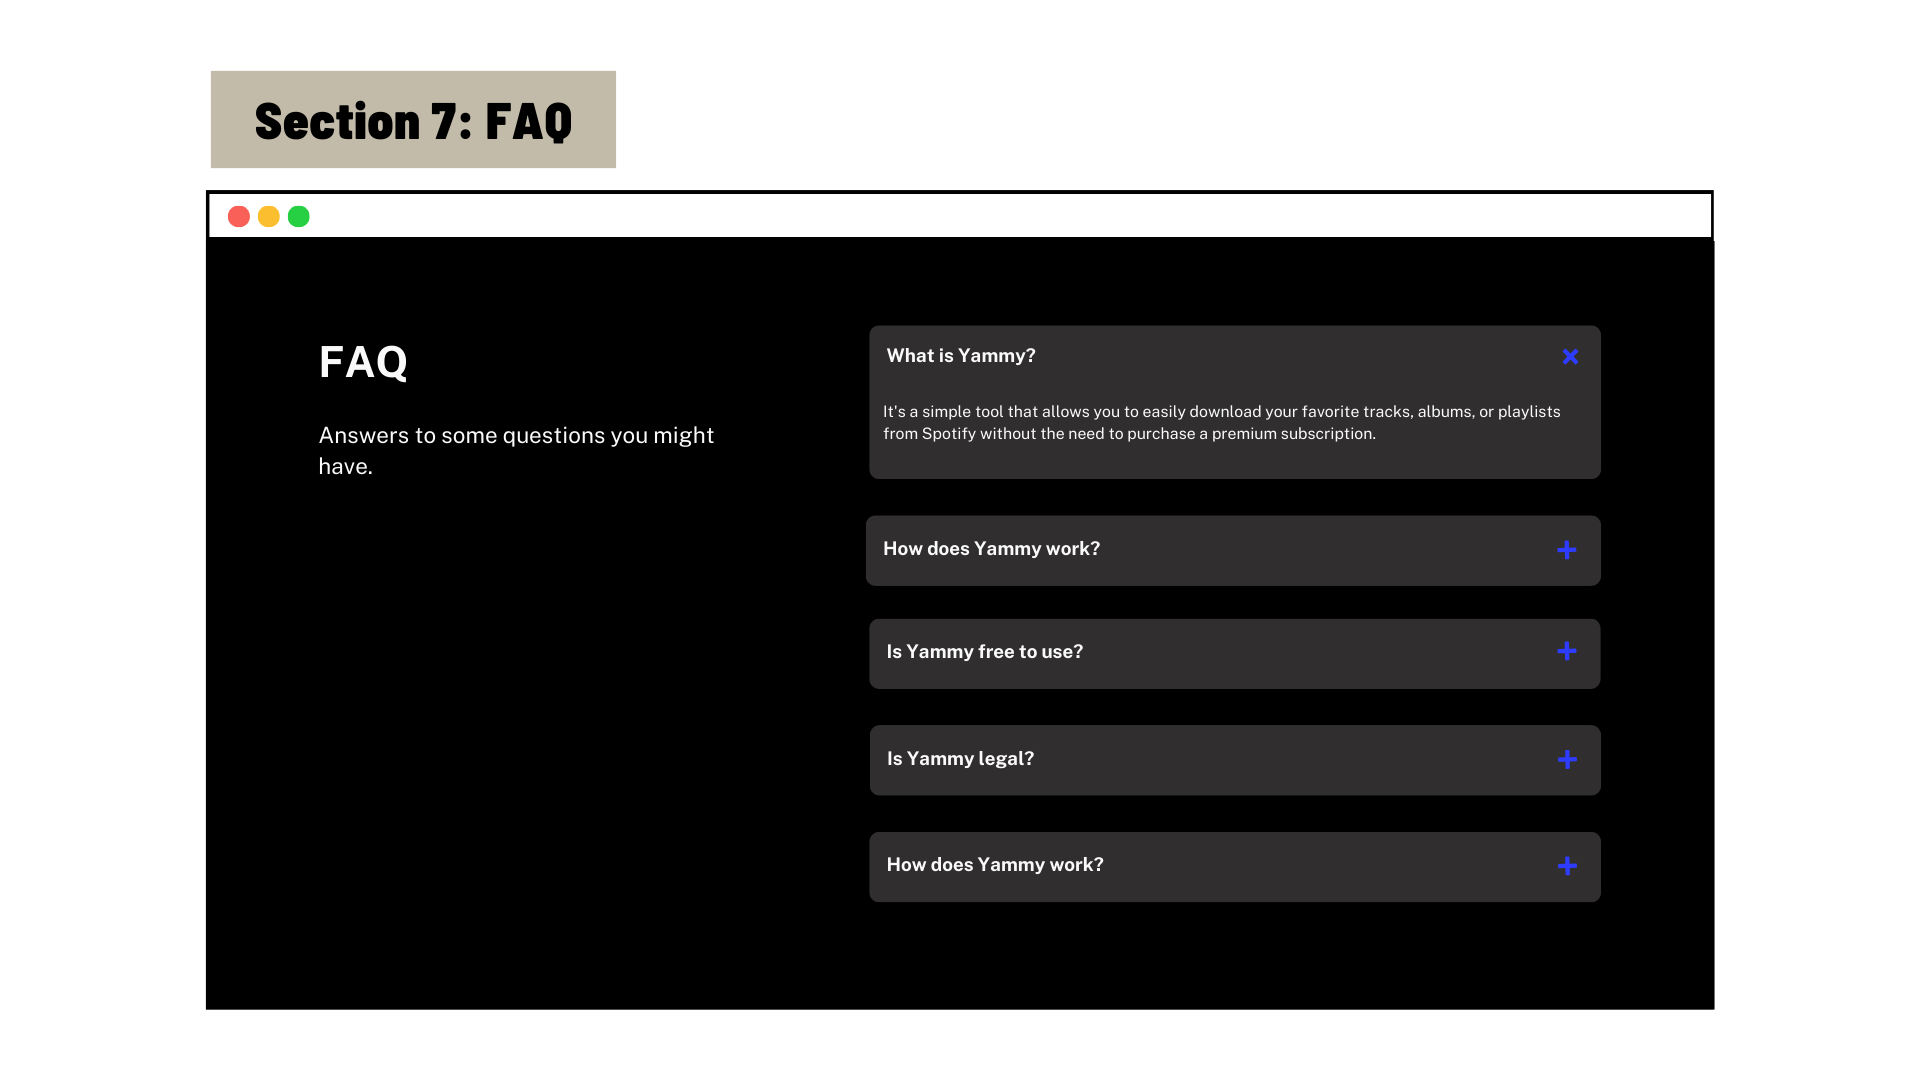 Section 7: FAQ
FAQ
Answers to some questions you might
have.
What is Yammy?
It's a simple tool that allows you to easily download your favorite tracks, albums, or playlists
from Spotify without the need to purchase a premium subscription.
How does Yammy work?
Is Yammy free to use?
Is Yammy legal?
How does Yammy work?